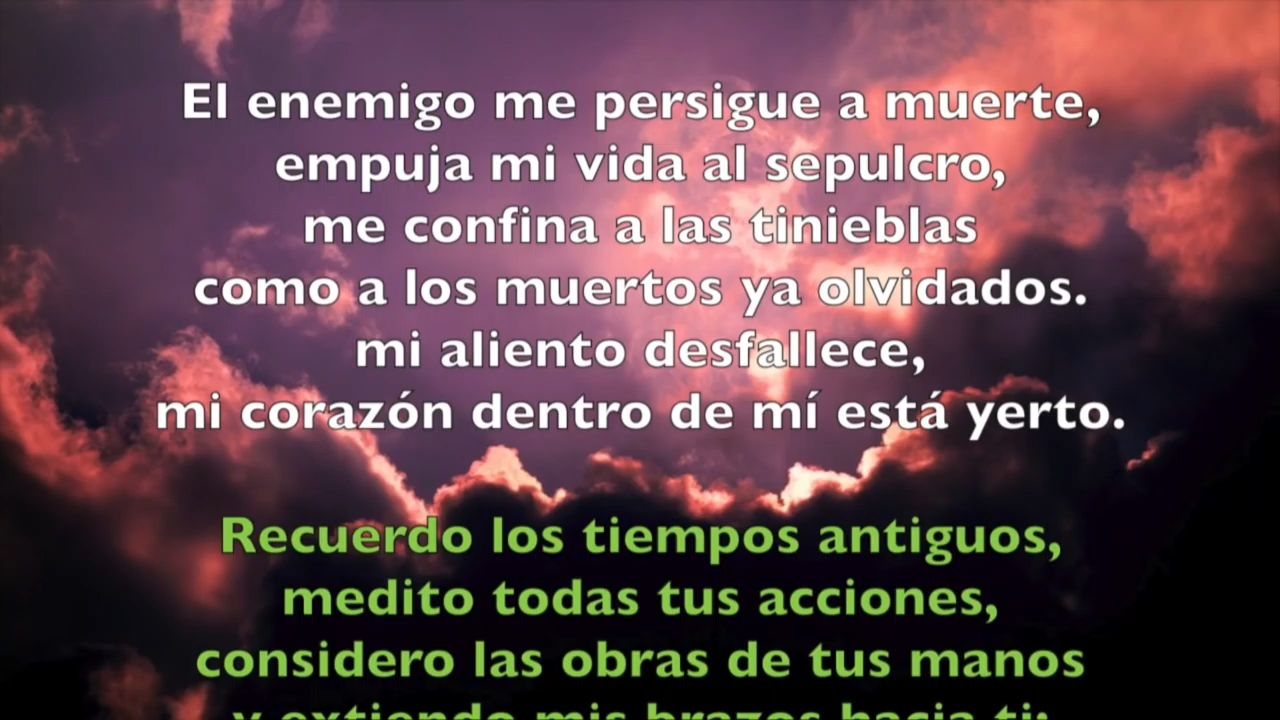 El enemigo me persigue a muerte,
empuja mi vida al sepulcro,
me confina a las tinieblas
como a los muertos ya olvidados.
mi aliento desfallece,
mi corazón dentro de mí está yerto.
Recuerdo los tiempos antiguos,
medito todas tus acciones,
considero las obras de tus manos
y extiendo mis brazos hacia ti: